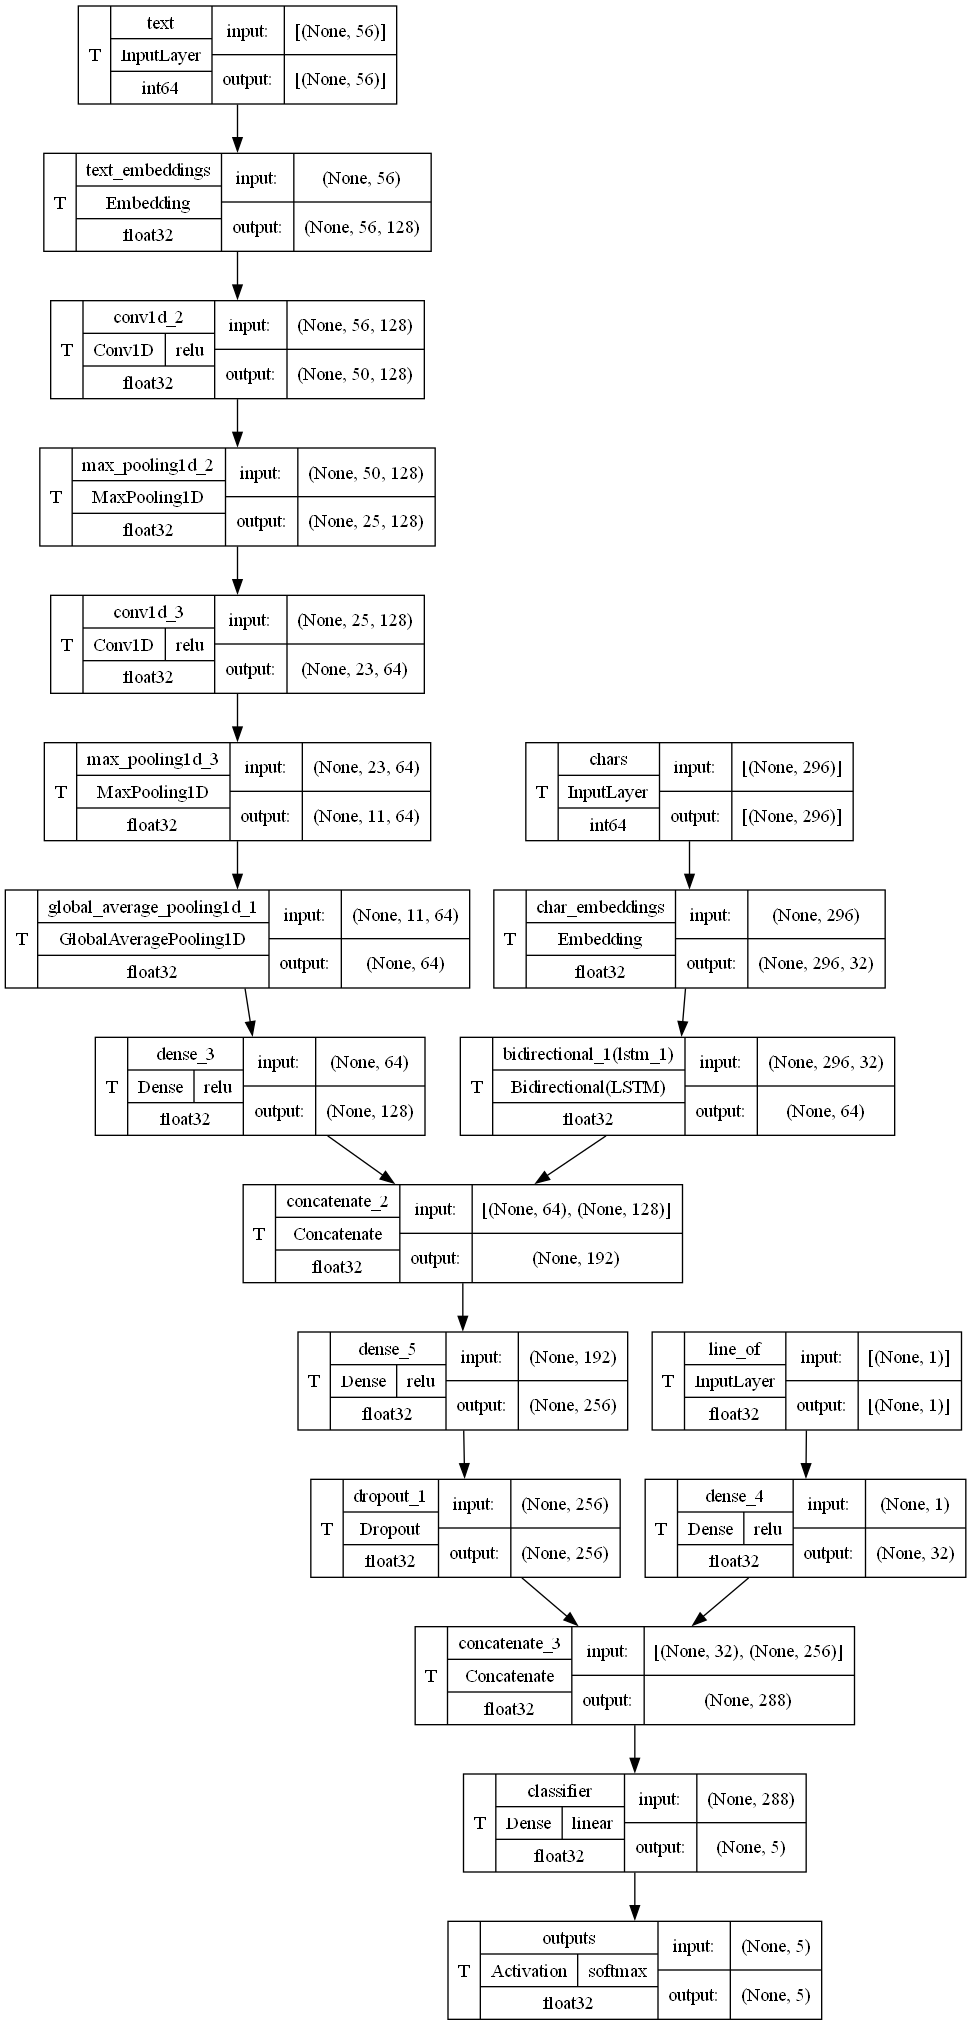 T
text
InputLayer
int64
input:
[(None, 56)]
output:
[(None, 56)]
T
text_embeddings
Embedding
float32
input:
(None, 56)
output:
(None, 56, 128)
T
conv1d_2
Conv1D relu
float32
input:
(None, 56, 128)
output:
(None, 50, 128)
T
max_pooling1d_2
MaxPooling1D
float32
input:
(None, 50, 128)
output:
(None, 25, 128)
T
conv1d_3
Conv1D relu
float32
input:
(None, 25, 128)
output:
(None, 23, 64)
T
max_pooling1d_3
MaxPooling1D
float32
input:
(None, 23, 64)
output:
(None, 11, 64)
T
chars
InputLayer
int64
input:
[(None, 296)]
output:
[(None, 296)]
T
global_average_pooling1d_1
GlobalAveragePooling1D
float32
input:
(None, 11, 64)
output:
(None, 64)
T
char_embeddings
Embedding
float32
input:
(None, 296)
output:
(None, 296, 32)
T
dense_3
Dense relu
float32
input:
(None, 64)
output:
(None, 128)
T
bidirectional_1(lstm_1)
Bidirectional(LSTM)
float32
input:
(None, 296, 32)
output:
(None, 64)
T
concatenate_2
Concatenate
float32
input:
[(None, 64), (None, 128)]
output:
(None, 192)
T
dense_5
Dense relu
float32
input:
(None, 192)
output:
(None, 256)
T
line_of
InputLayer
float32
input:
[(None, 1)]
output:
[(None, 1)]
T
dropout_1
Dropout
float32
input:
(None, 256)
output:
(None, 256)
T
dense_4
Dense relu
float32
input:
(None, 1)
output:
(None, 32)
T
concatenate_3
Concatenate
float32
input:
[(None, 32), (None, 256)]
output:
(None, 288)
T
classifier
Dense linear
float32
input:
(None, 288)
output:
(None, 5)
T
outputs
Activation softmax
float32
input:
(None, 5)
output:
(None, 5)